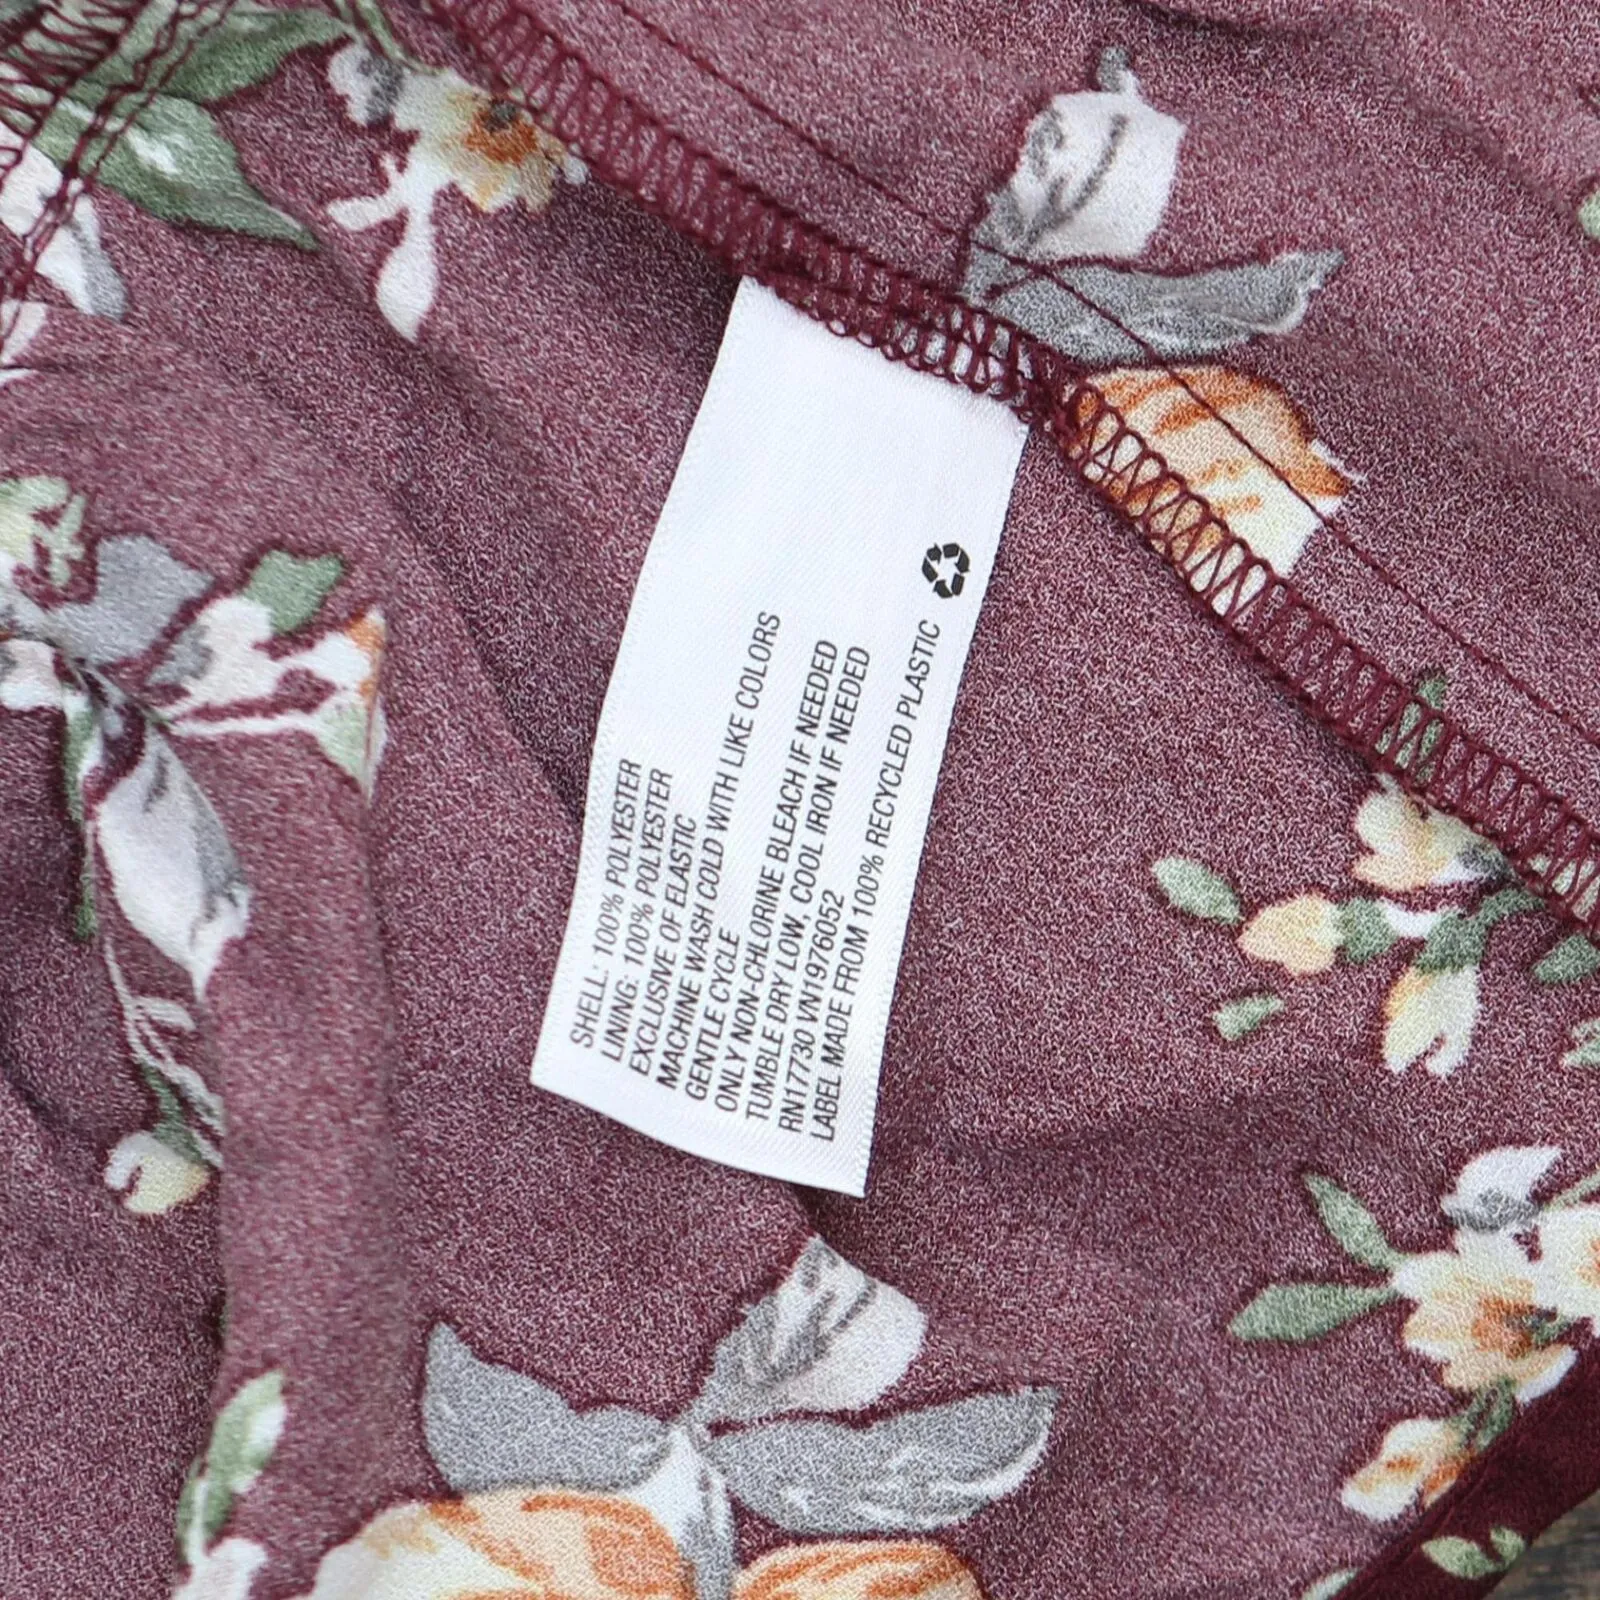 SHELL: 100% POLYESTER
LINING: 100% POLYESTER
EXCLUSIVE OF ELASTIC
MACHINE WASH COLD WITH LIKE COLORS
GENTLE CYCLE
ONLY NON-CHLORINE BLEACH IF NEEDED
TUMBLE DRY LOW, COOL IRON IF NEEDED
RN17730 VN1976052
LABEL MADE FROM 100% RECYCLED PLASTIC